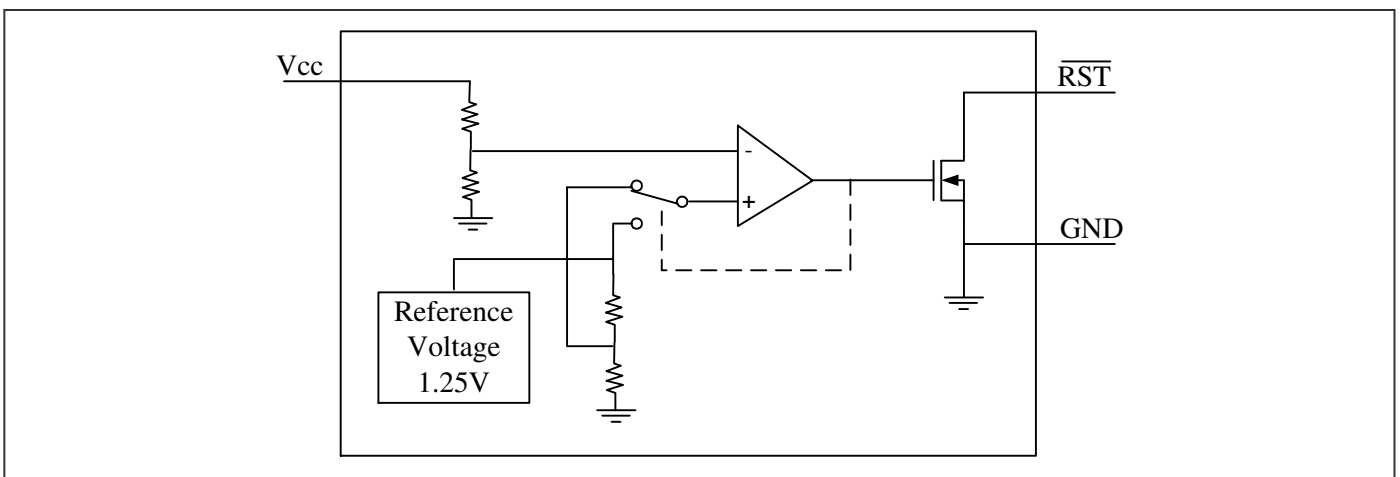 Vcc
RST
-
+
GND
Reference
Voltage
1.25V